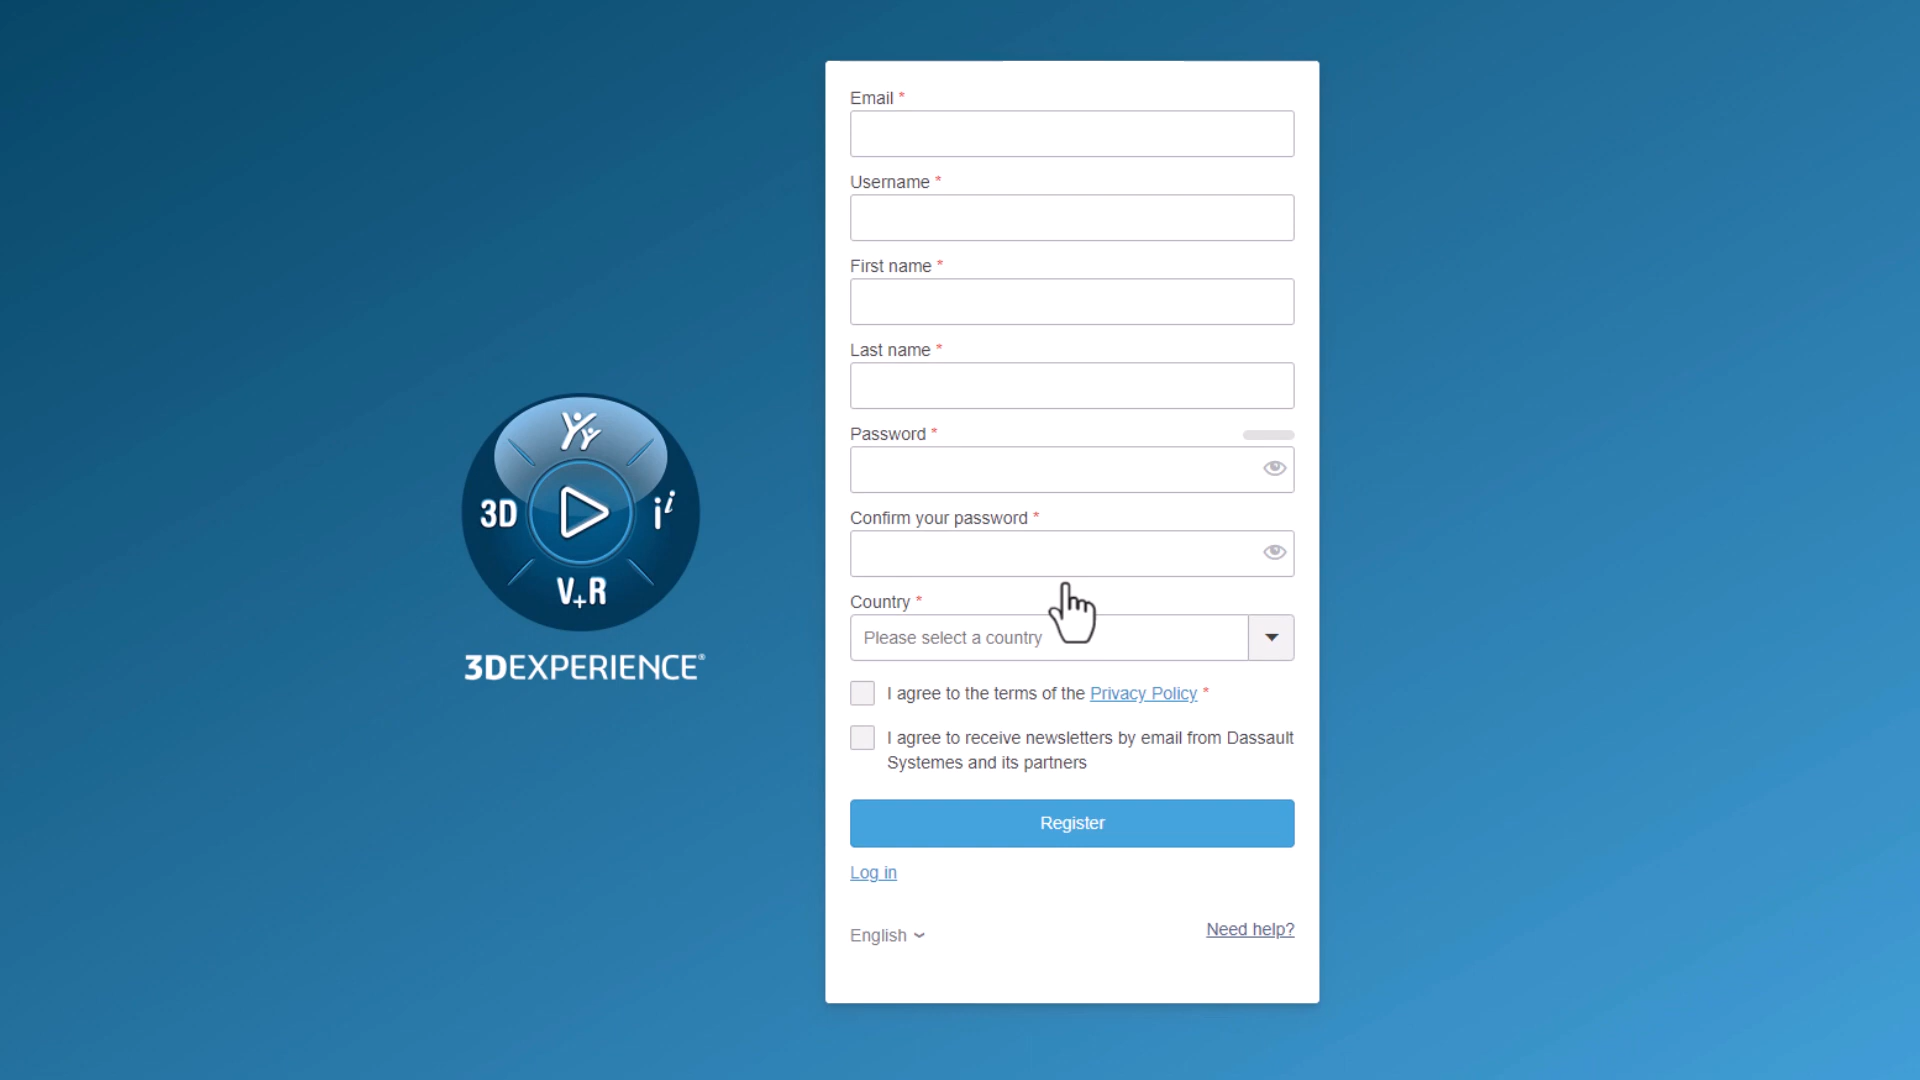 Email *
Username *
First name *
Last name *
Password *
Confirm your password *
Country *
Please select a country
I agree to the terms of the Privacy Policy *
I agree to receive newsletters by email from Dassault
Systemes and its partners
Register
Log in
English
Need help?
3D
i i
V+R
3DEXPERIENCE®